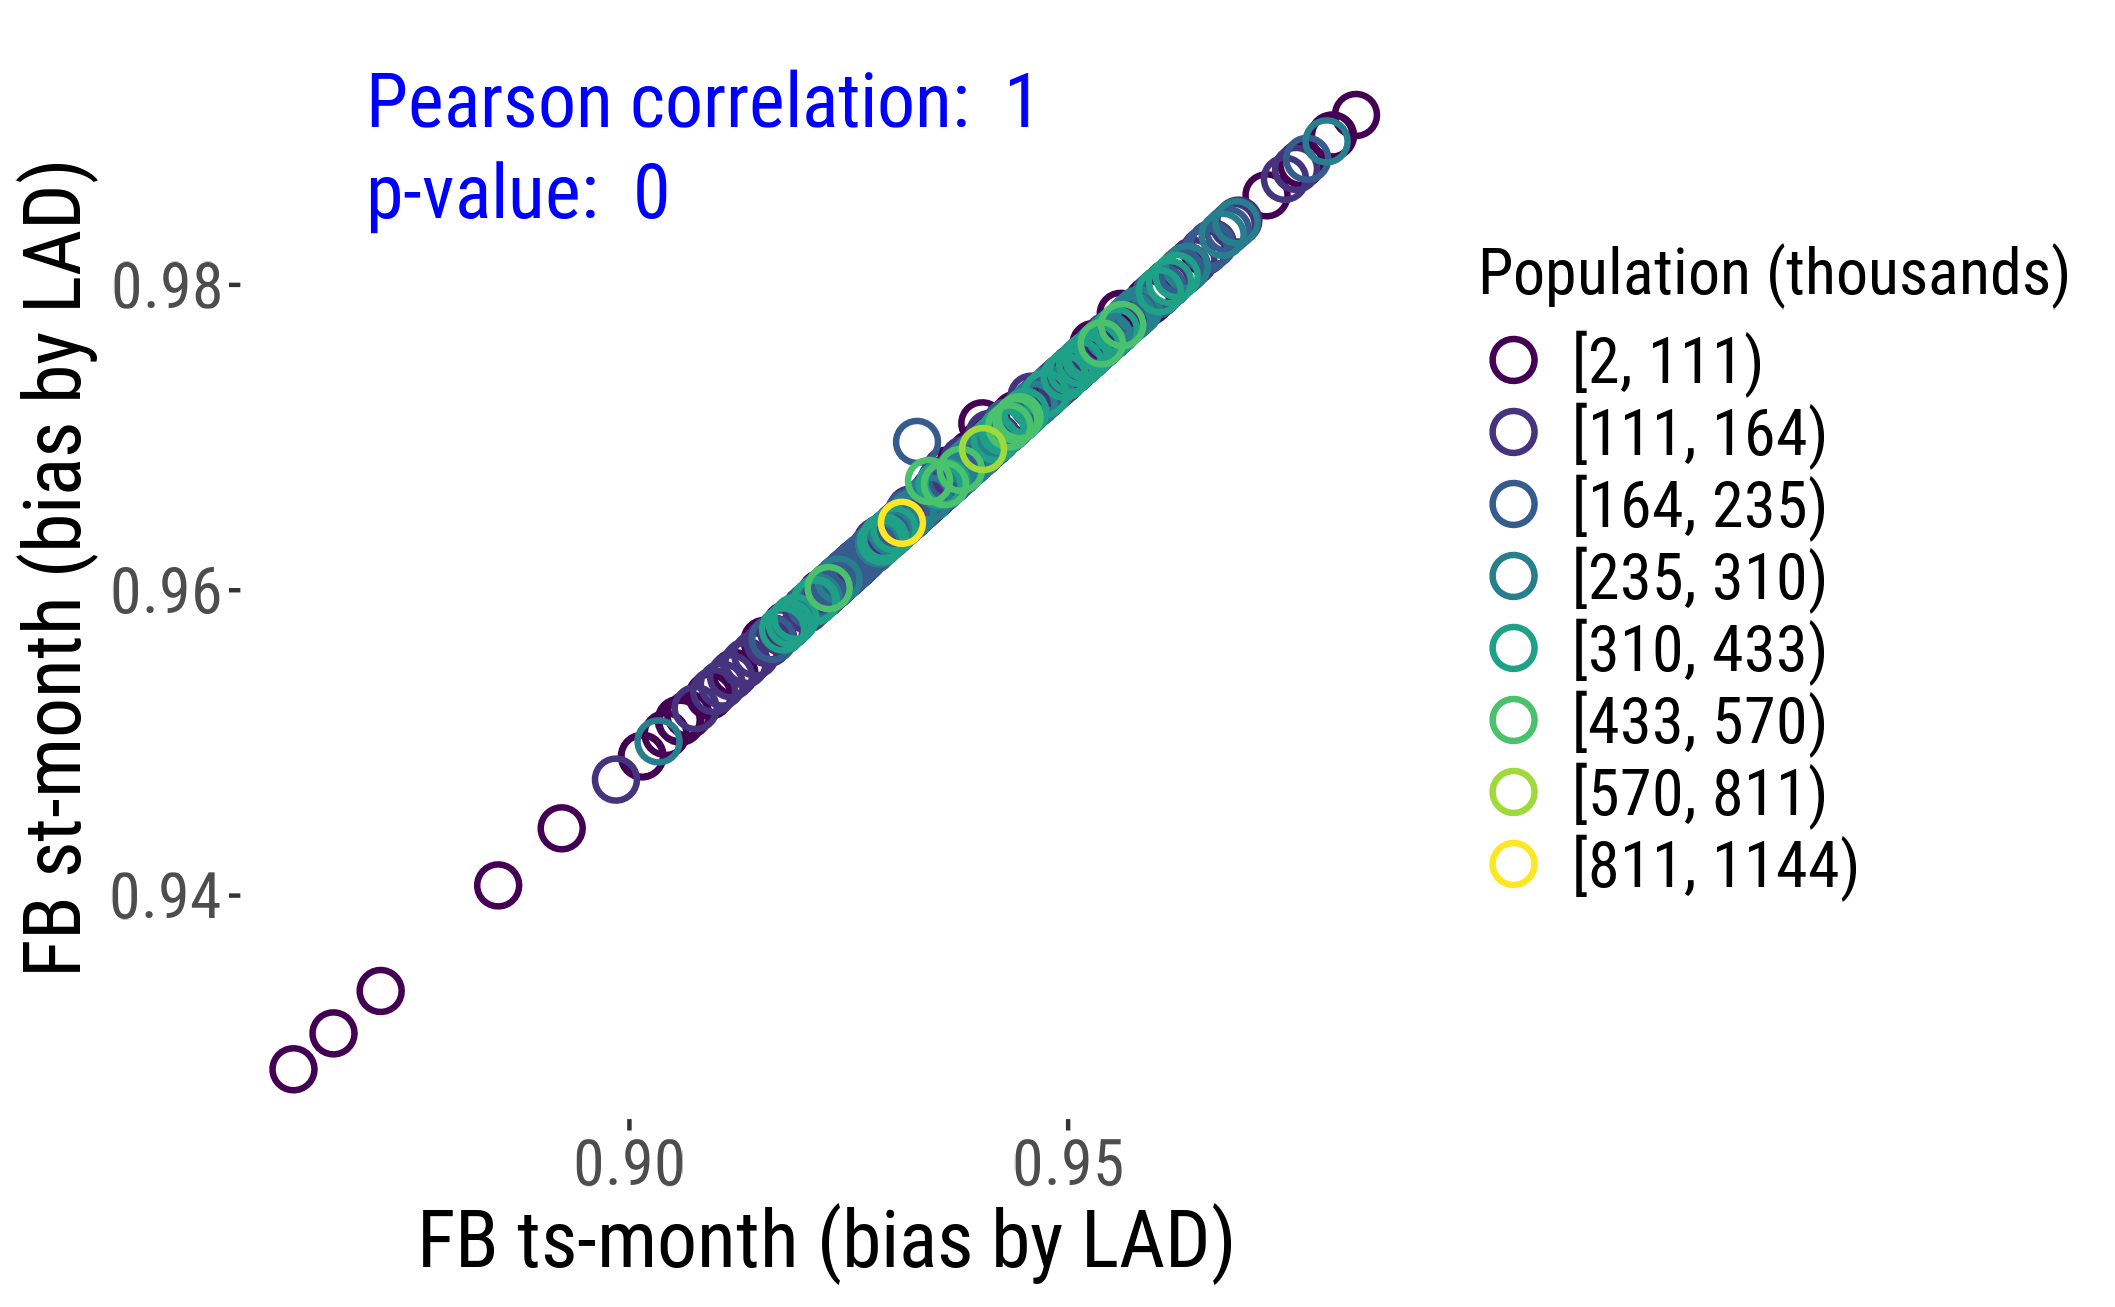 Pearson correlation: 1
p-value: 0
FB st-month (bias by LAD)
0.98
0.96
0.94
0.90
0.95
FB ts-month (bias by LAD)
Population (thousands)
[2, 111)
[111, 164)
[164, 235)
[235, 310)
[310, 433)
[433, 570)
[570, 811)
[811, 1144)